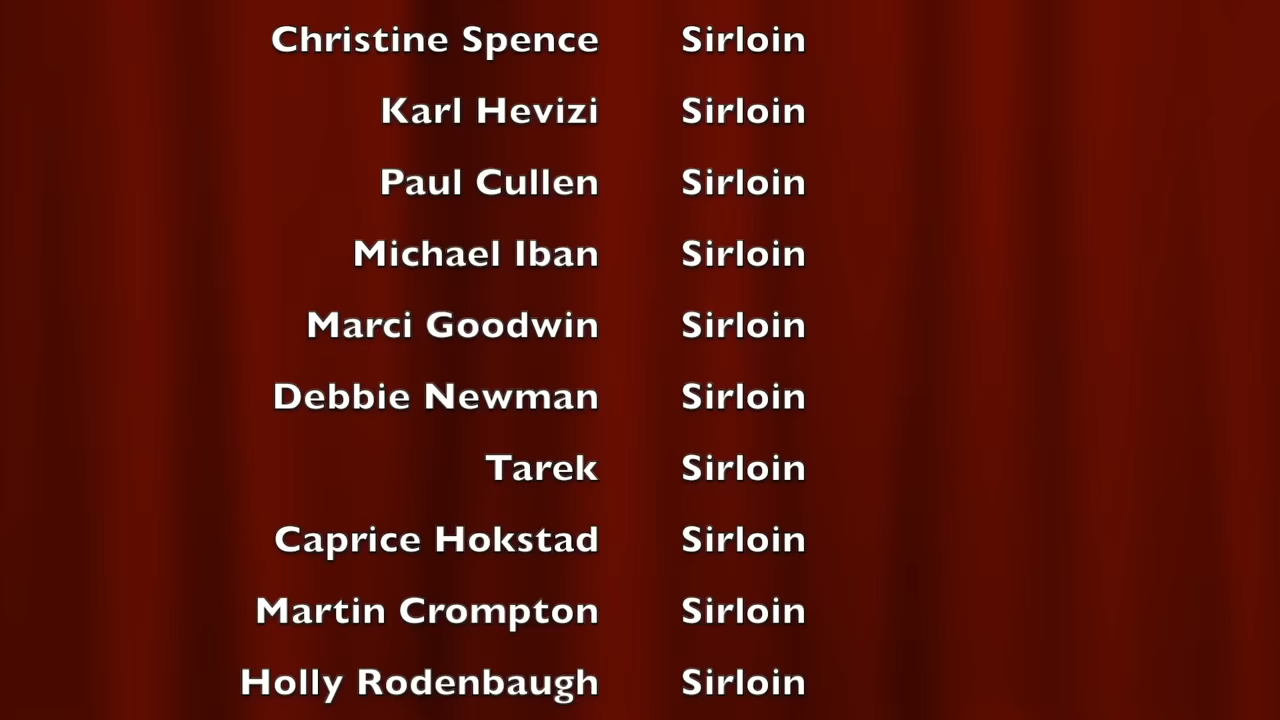 Christine Spence Sirloin
Karl Hevizi Sirloin
Paul Cullen Sirloin
Michael Iban Sirloin
Marci Goodwin Sirloin
Debbie Newman Sirloin
Tarek Sirloin
Caprice Hokstad Sirloin
Martin Crompton Sirloin
Holly Rodenbaugh Sirloin